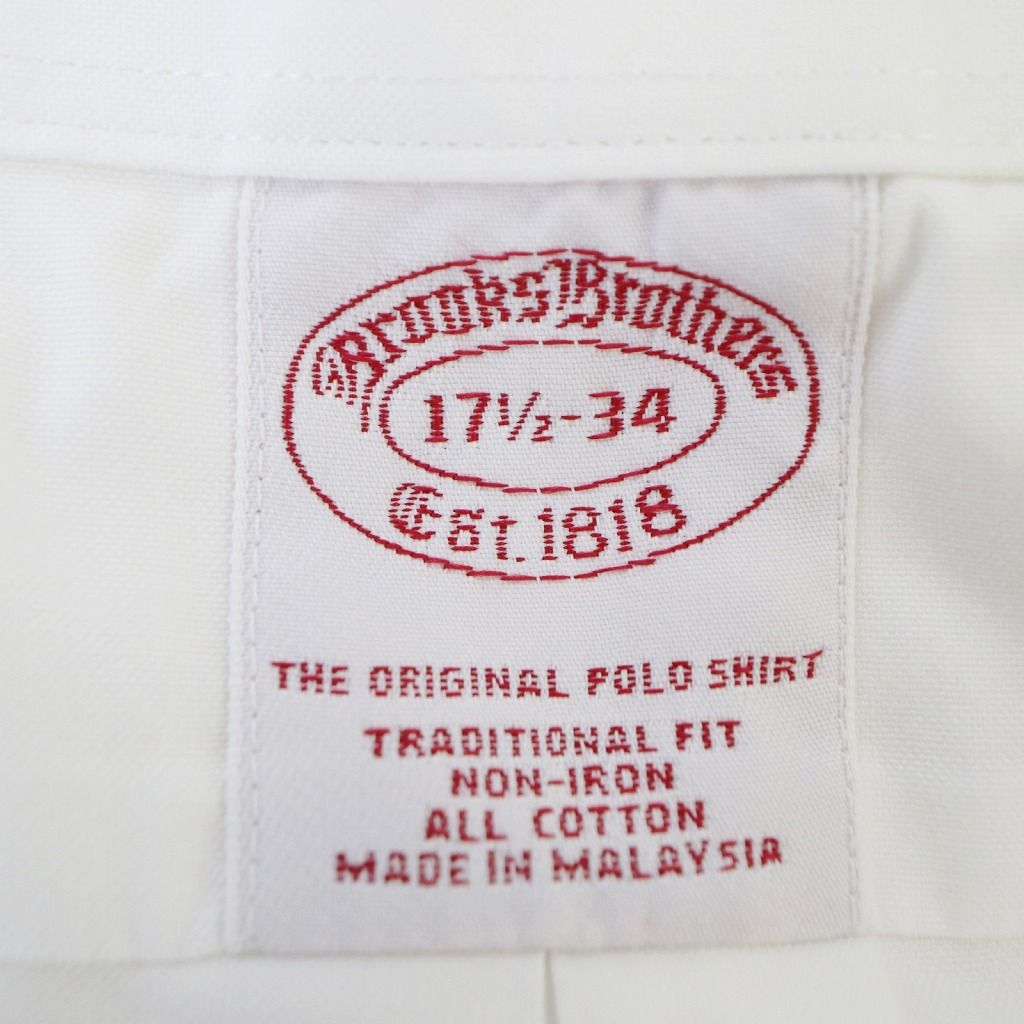 Brooks Brothers
17½-34
Est. 1818
THE ORIGINAL POLO SHIRT
TRADITIONAL FIT
NON-IRON
ALL COTTON
MADE IN MALAYSIA